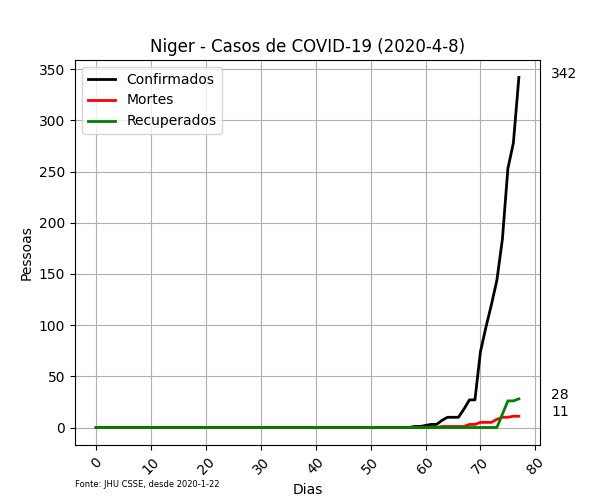 Niger - Casos de COVID-19 (2020-4-8)
Confirmados
Mortes
Recuperados
350
300
250
200
150
100
50
0
Pessoas
342
28
11
0
10
20
30
40
50
60
70
80
Fonte: JHU CSSE, desde 2020-1-22
Dias